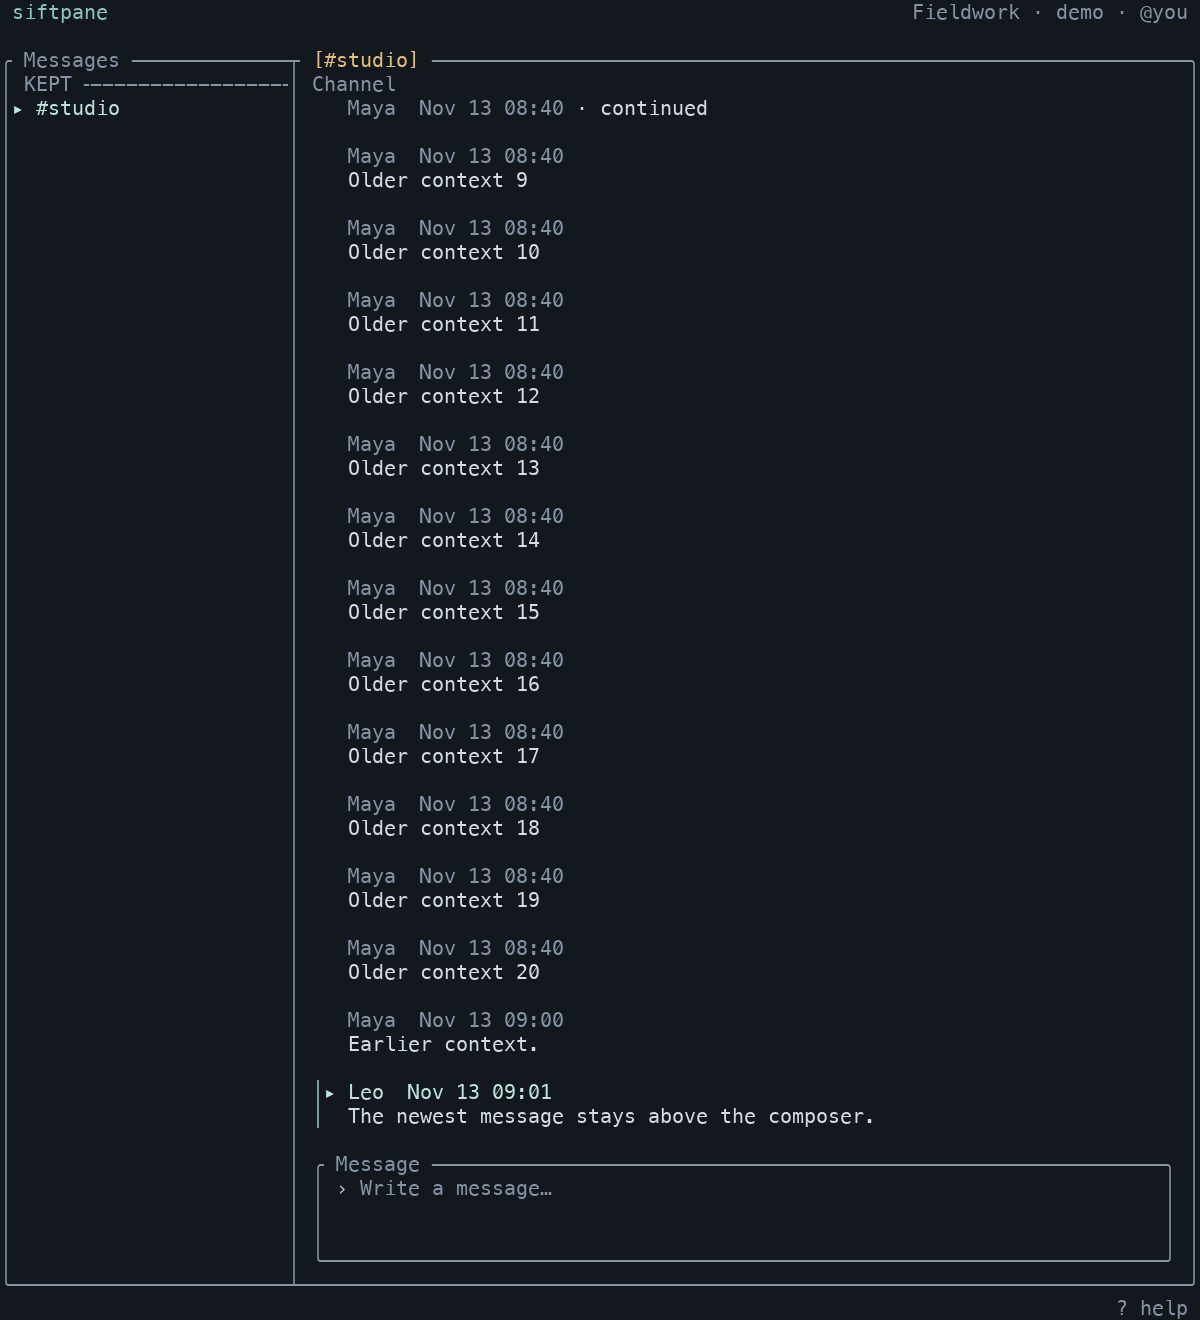 siftpane
Fieldwork · demo · @you
Messages
KEPT
▸ #studio
[#studio]
Channel
Maya  Nov 13 08:40 · continued
Maya  Nov 13 08:40
Older context 9
Maya  Nov 13 08:40
Older context 10
Maya  Nov 13 08:40
Older context 11
Maya  Nov 13 08:40
Older context 12
Maya  Nov 13 08:40
Older context 13
Maya  Nov 13 08:40
Older context 14
Maya  Nov 13 08:40
Older context 15
Maya  Nov 13 08:40
Older context 16
Maya  Nov 13 08:40
Older context 17
Maya  Nov 13 08:40
Older context 18
Maya  Nov 13 08:40
Older context 19
Maya  Nov 13 08:40
Older context 20
Maya  Nov 13 09:00
Earlier context.
▸ Leo  Nov 13 09:01
The newest message stays above the composer.
Message
› Write a message…
? help